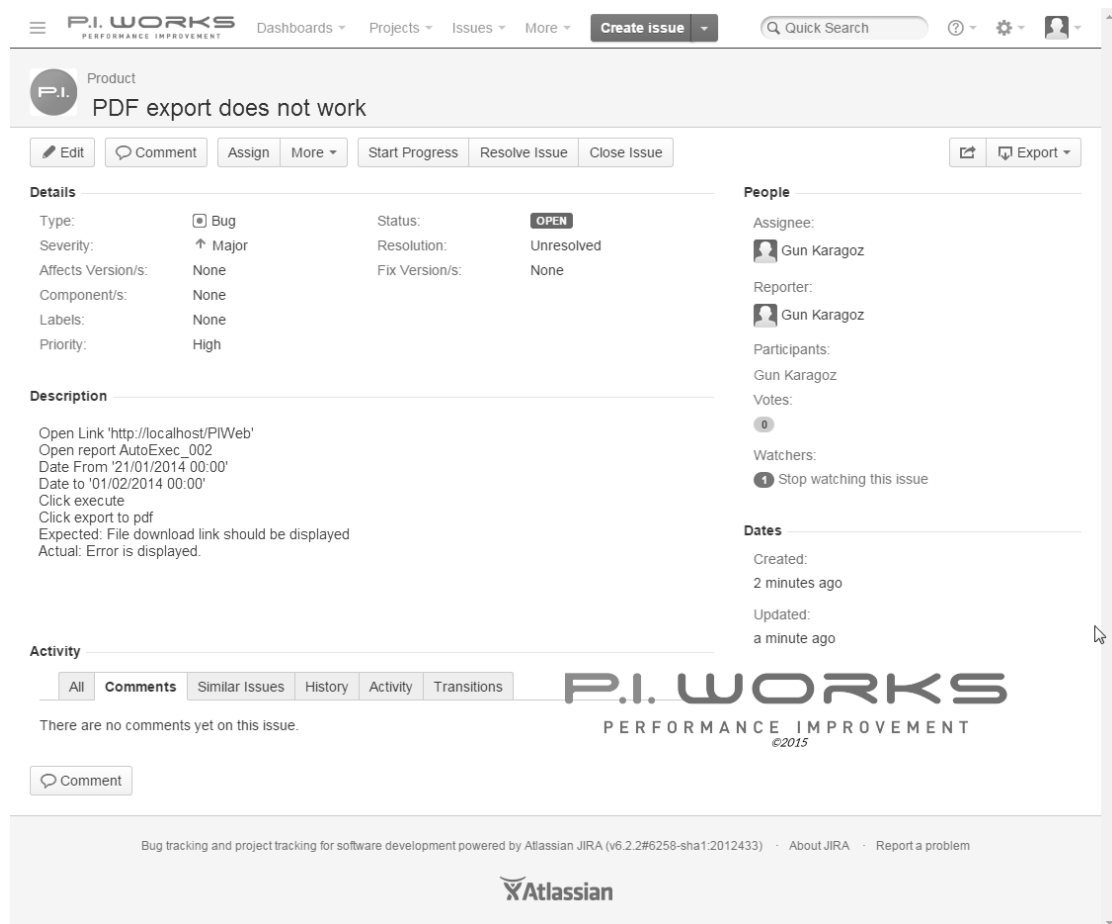 P.I. WORKS
PERFORMANCE IMPROVEMENT
Dashboards Projects Issues More Create issue Quick Search
P.I.
Product
PDF export does not work
Edit Comment Assign More Start Progress Resolve Issue Close Issue Export
Details
Type: Bug Status: OPEN
Severity: Major Resolution: Unresolved
Affects Version/s: None Fix Version/s: None
Component/s: None
Labels: None
Priority: High
Description
Open Link 'http://localhost/PIWeb'
Open report AutoExec_002
Date From '21/01/2014 00:00'
Date to '01/02/2014 00:00'
Click execute
Click export to pdf
Expected: File download link should be displayed
Actual: Error is displayed.
People
Assignee:
Gun Karagoz
Reporter:
Gun Karagoz
Participants:
Gun Karagoz
Votes:
0
Watchers:
1 Stop watching this issue
Dates
Created:
2 minutes ago
Updated:
a minute ago
Activity
All Comments Similar Issues History Activity Transitions
There are no comments yet on this issue.
P.I. WORKS
PERFORMANCE IMPROVEMENT
©2015
Comment
Bug tracking and project tracking for software development powered by Atlassian JIRA (v6.2.2#6258-sha1:2012433) · About JIRA · Report a problem
Atlassian